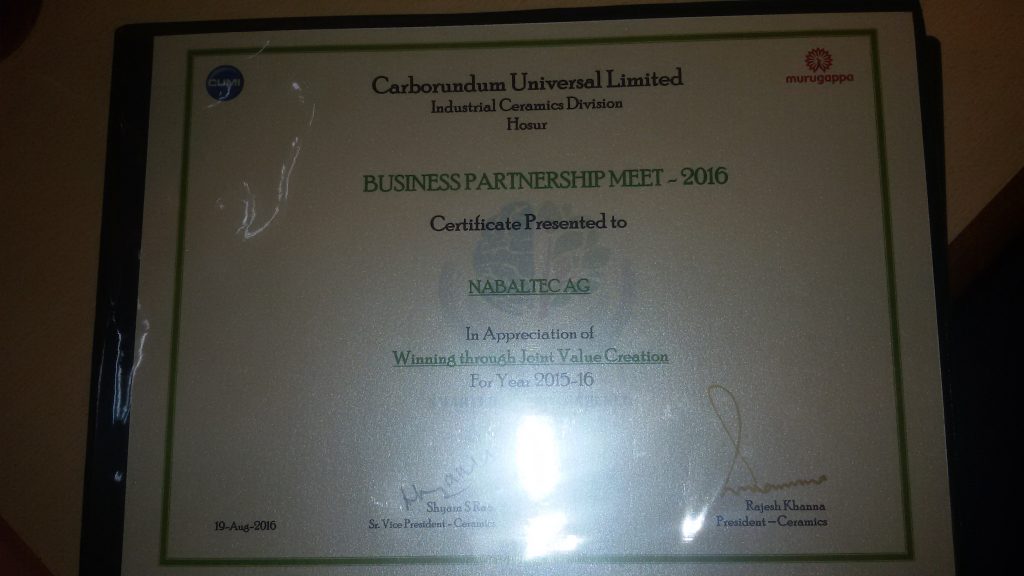 CUMI
murugappa
Carborundum Universal Limited
Industrial Ceramics Division
Hosur
BUSINESS PARTNERSHIP MEET - 2016
Certificate Presented to
NABALTEC AG
In Appreciation of
Winning through Joint Value Creation
For Year 2015-16
Shyam S Rao
Sr. Vice President - Ceramics
Rajesh Khanna
President – Ceramics
19-Aug-2016